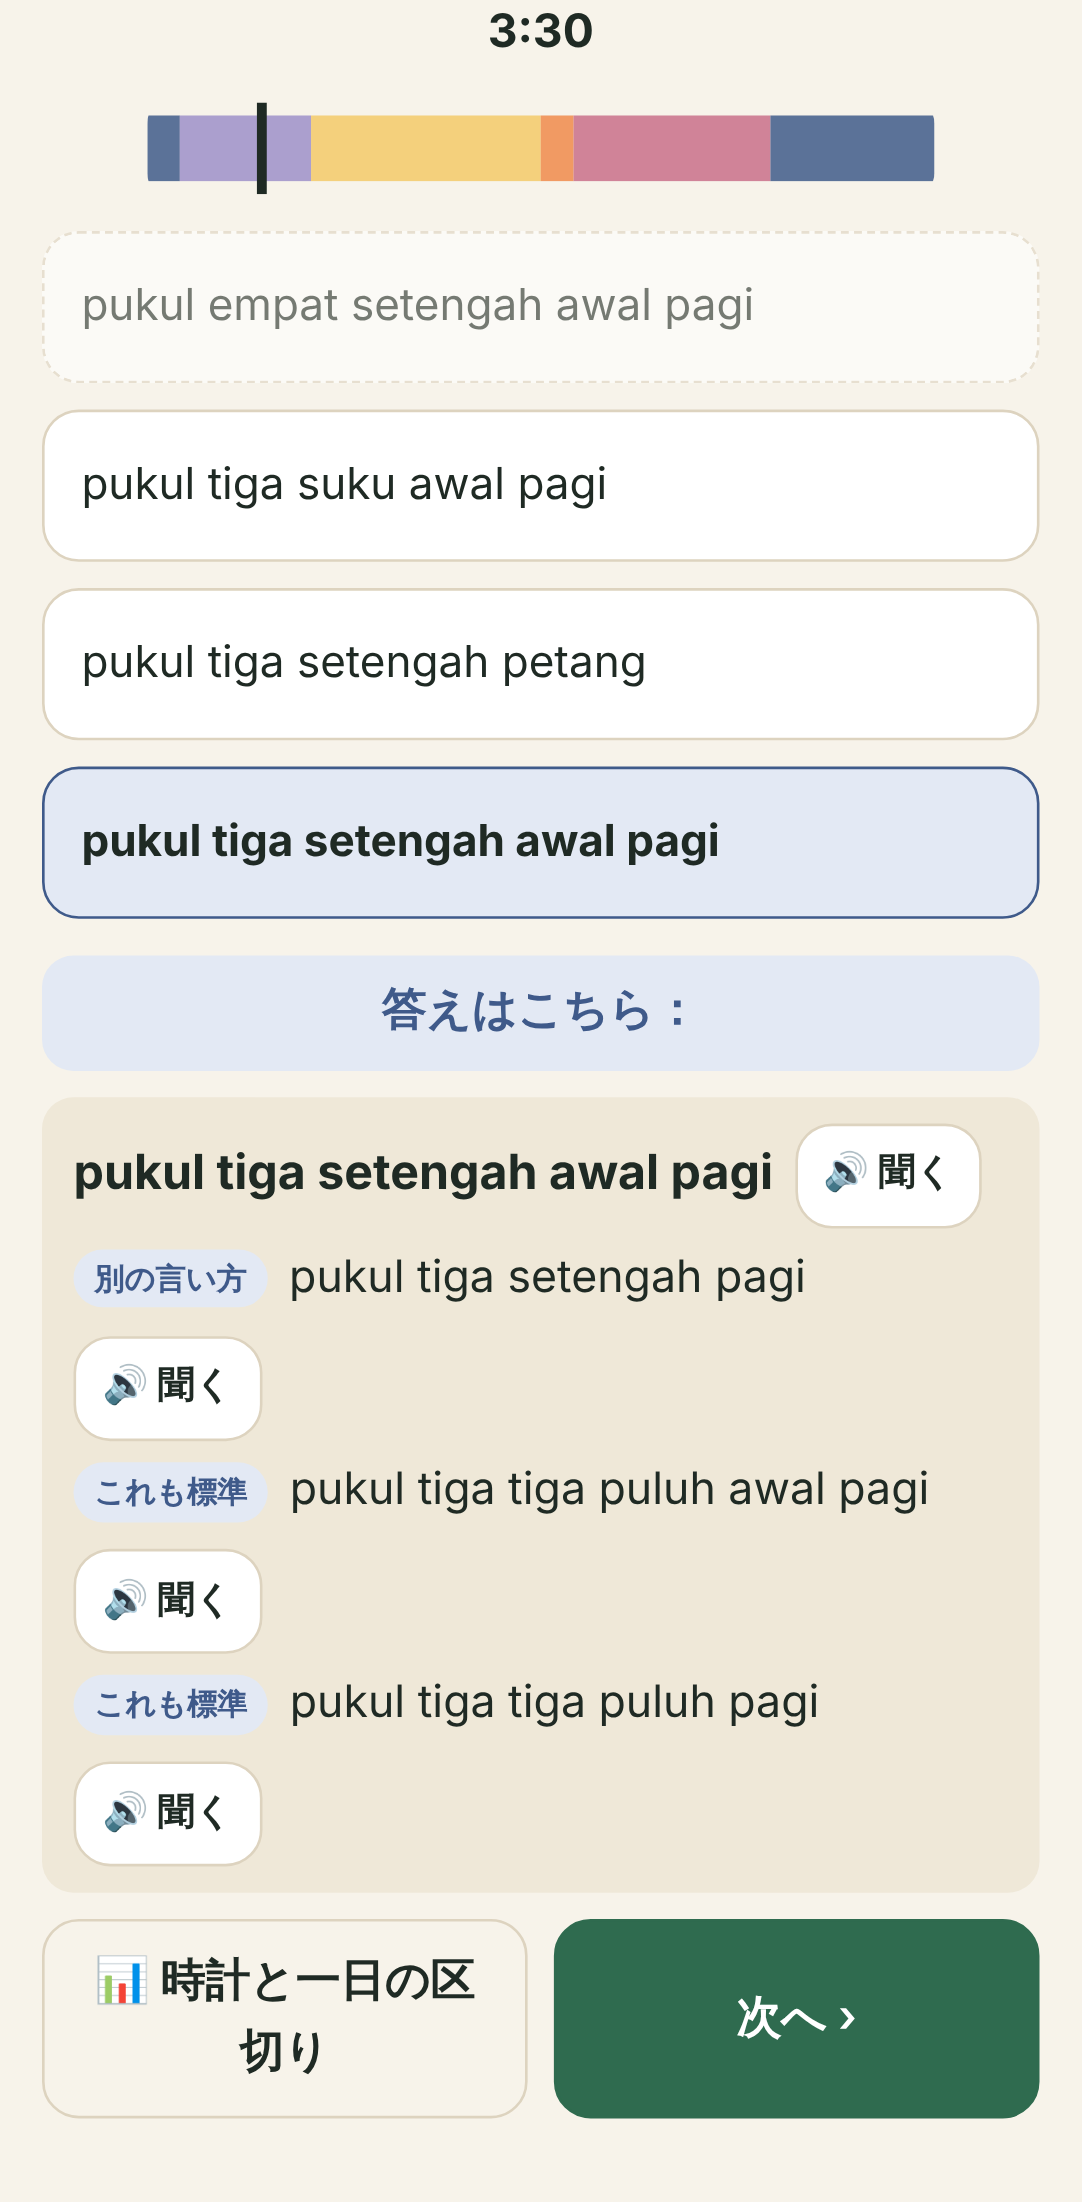 3:30
pukul empat setengah awal pagi
pukul tiga suku awal pagi
pukul tiga setengah petang
pukul tiga setengah awal pagi
答えはこちら：
pukul tiga setengah awal pagi 🔊 聞く
別の言い方 pukul tiga setengah pagi
🔊 聞く
これも標準 pukul tiga tiga puluh awal pagi
🔊 聞く
これも標準 pukul tiga tiga puluh pagi
🔊 聞く
📊 時計と一日の区
切り
次へ ›